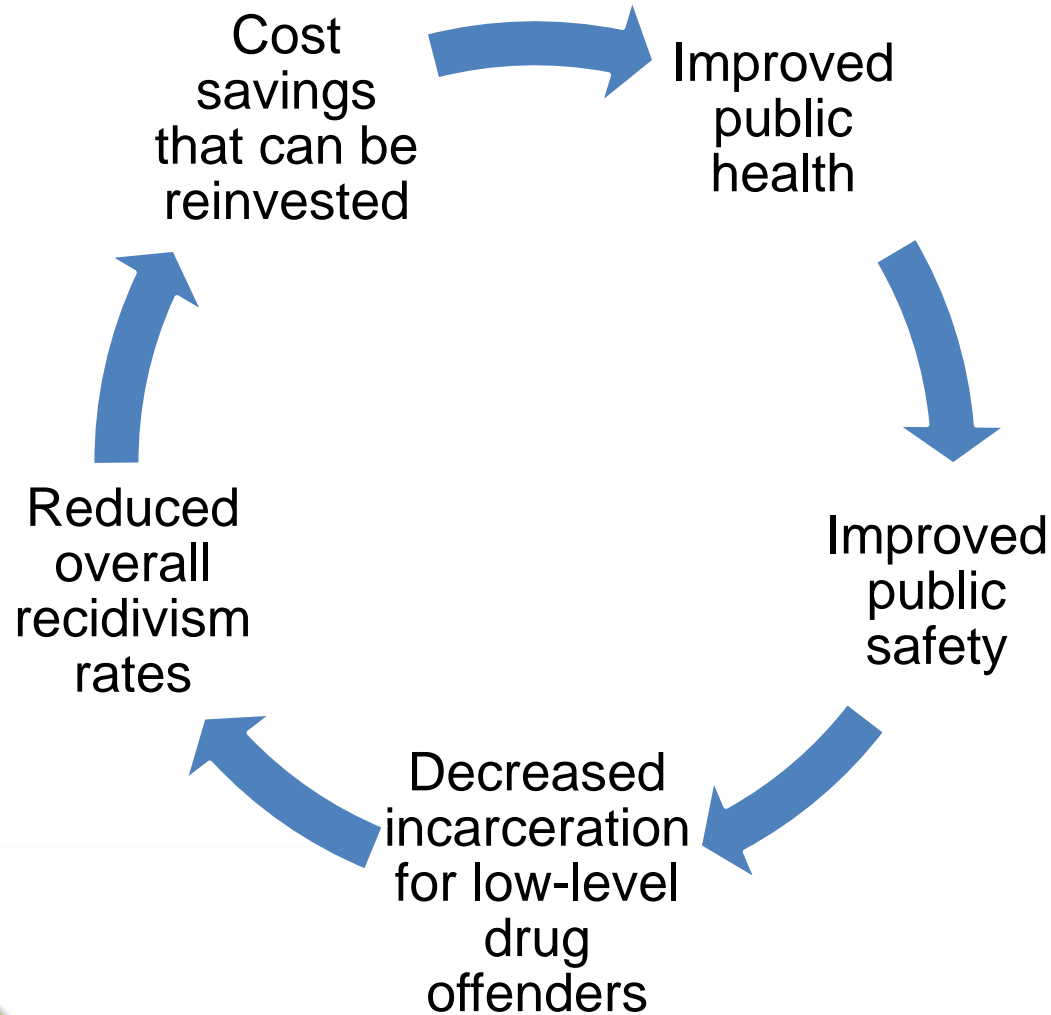 Cost
savings
that can be
reinvested
Improved
public
health
Improved
public
safety
Decreased
incarceration
for low-level
drug
offenders
Reduced
overall
recidivism
rates